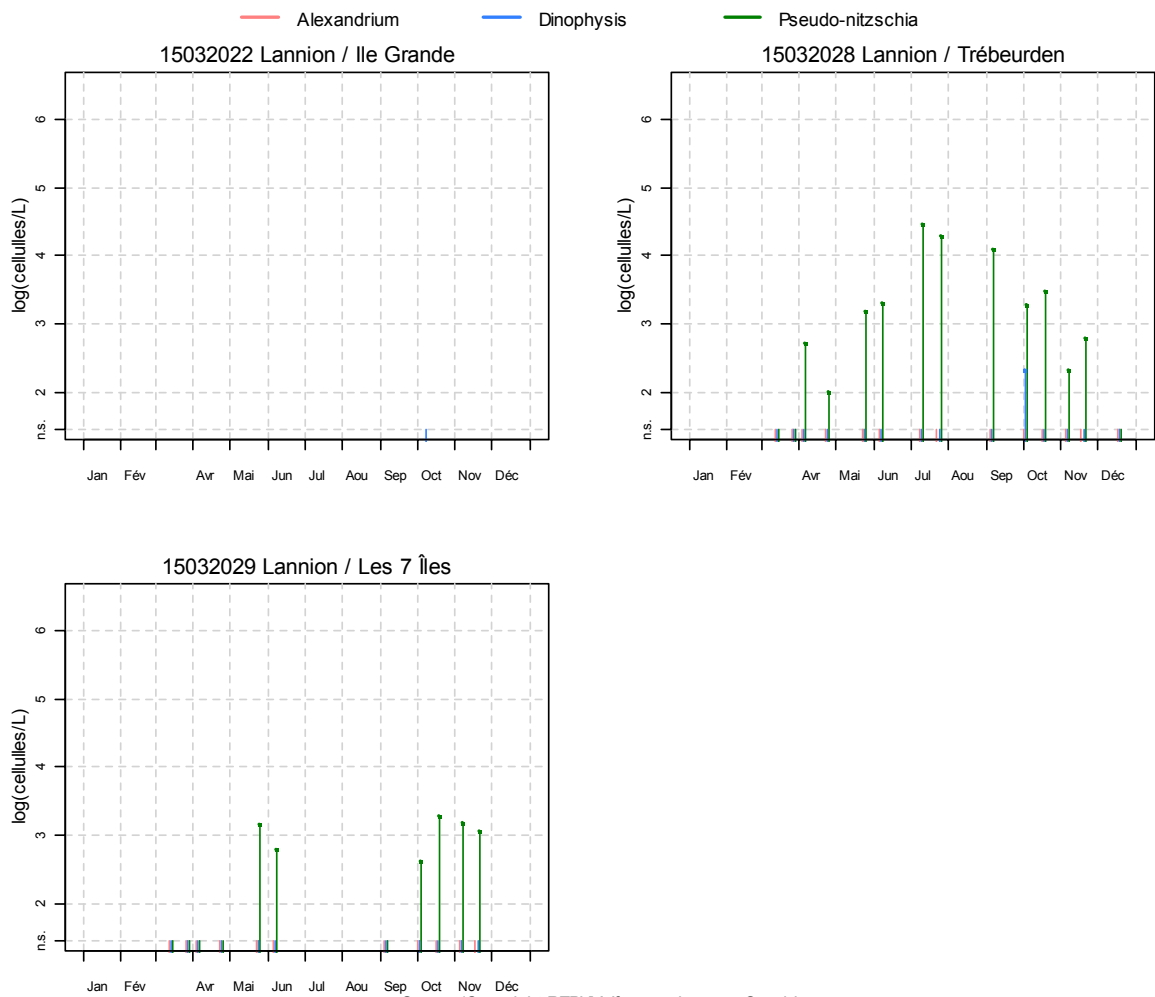 Alexandrium Dinophysis Pseudo-nitzschia
15032022 Lannion / Ile Grande
log(cellulles/L)
6
5
4
3
2
n.s.
Jan Fév Avr Mai Jun Jul Aou Sep Oct Nov Déc
15032028 Lannion / Trébeurden
log(cellulles/L)
6
5
4
3
2
n.s.
Jan Fév Avr Mai Jun Jul Aou Sep Oct Nov Déc
15032029 Lannion / Les 7 Îles
log(cellulles/L)
6
5
4
3
2
n.s.
Jan Fév Avr Mai Jun Jul Aou Sep Oct Nov Déc